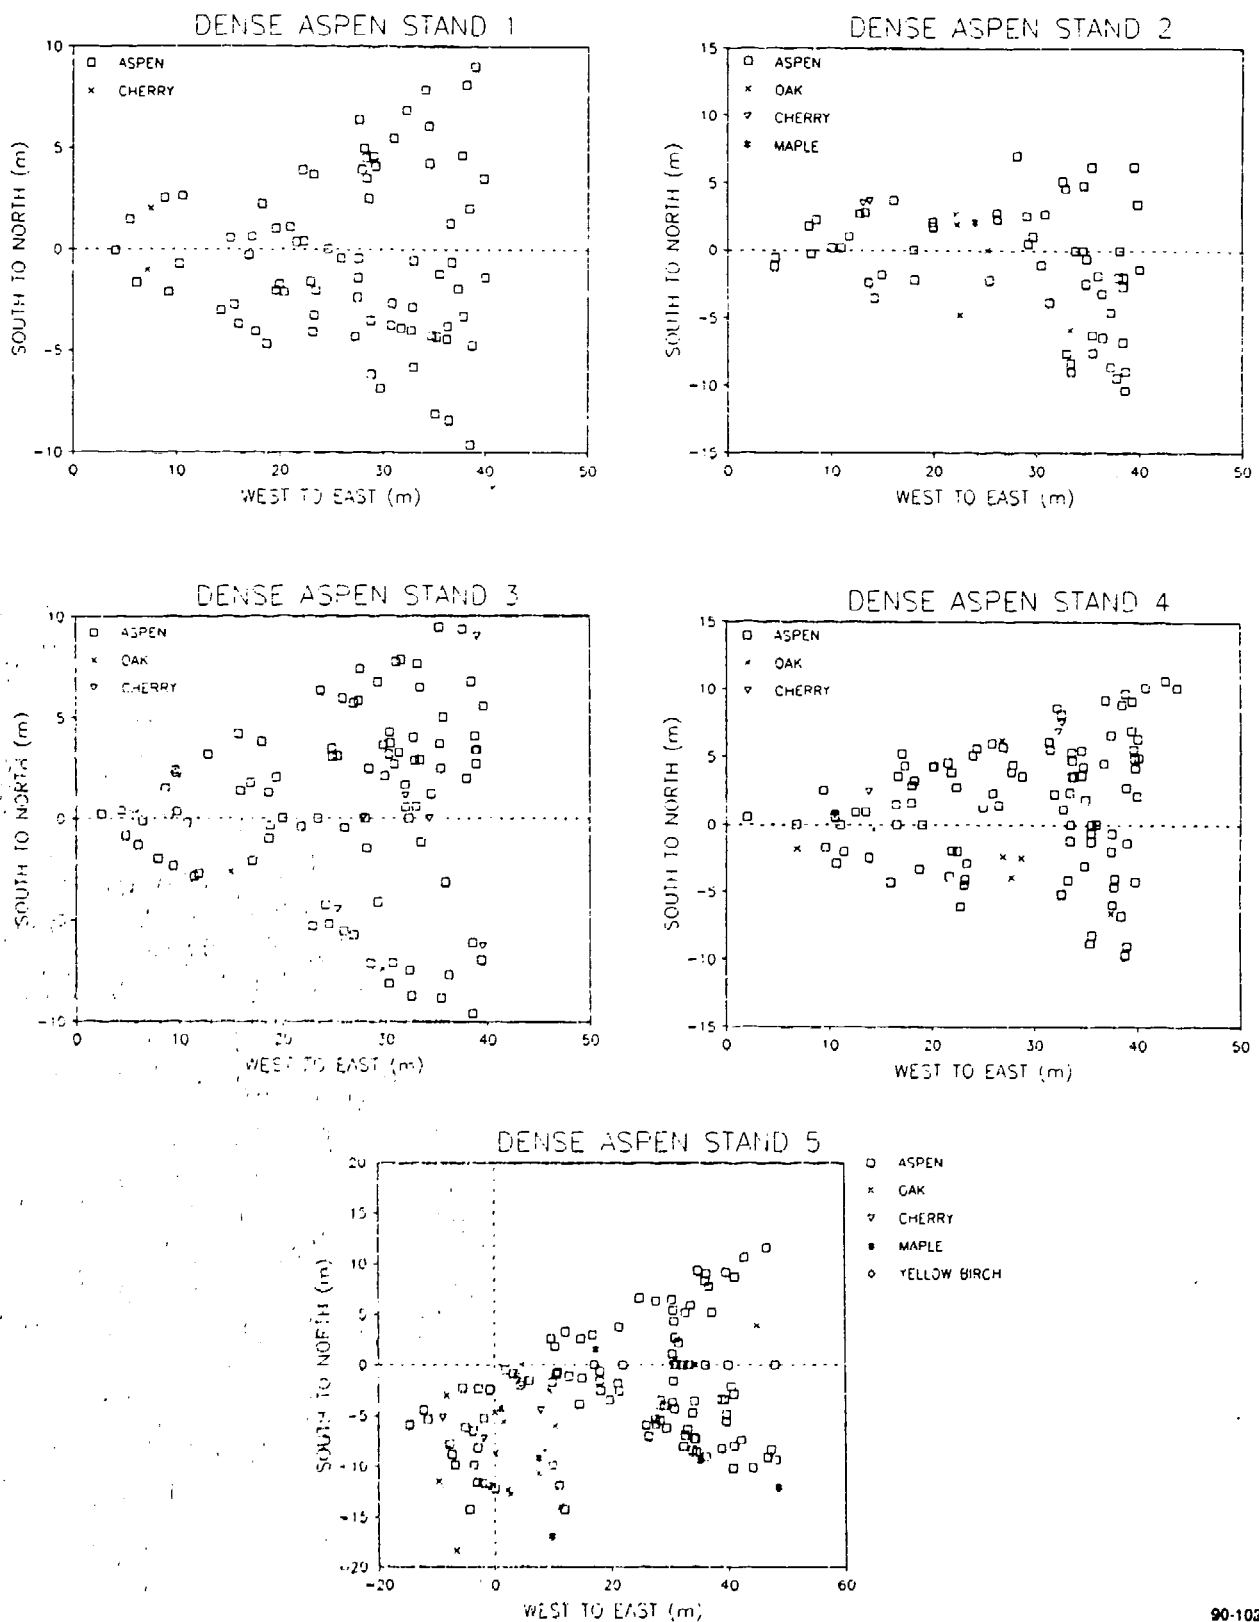 DENSE ASPEN STAND 1
10
5
0
-5
-10
SOUTH TO NORTH (m)
ASPEN
CHERRY
0 10 20 30 40 50
WEST TO EAST (m)
DENSE ASPEN STAND 2
15
10
5
0
-5
-10
-15
SOUTH TO NORTH (m)
ASPEN
OAK
CHERRY
MAPLE
0 10 20 30 40 50
WEST TO EAST (m)
DENSE ASPEN STAND 3
10
5
0
-5
-10
SOUTH TO NORTH (m)
ASPEN
OAK
CHERRY
0 10 20 30 40 50
WEST TO EAST (m)
DENSE ASPEN STAND 4
15
10
5
0
-5
-10
-15
SOUTH TO NORTH (m)
ASPEN
OAK
CHERRY
0 10 20 30 40 50
WEST TO EAST (m)
DENSE ASPEN STAND 5
20
15
10
5
0
-5
-10
-15
-20
SOUTH TO NORTH (m)
ASPEN
OAK
CHERRY
MAPLE
YELLOW BIRCH
-20 0 20 40 60
WEST TO EAST (m)